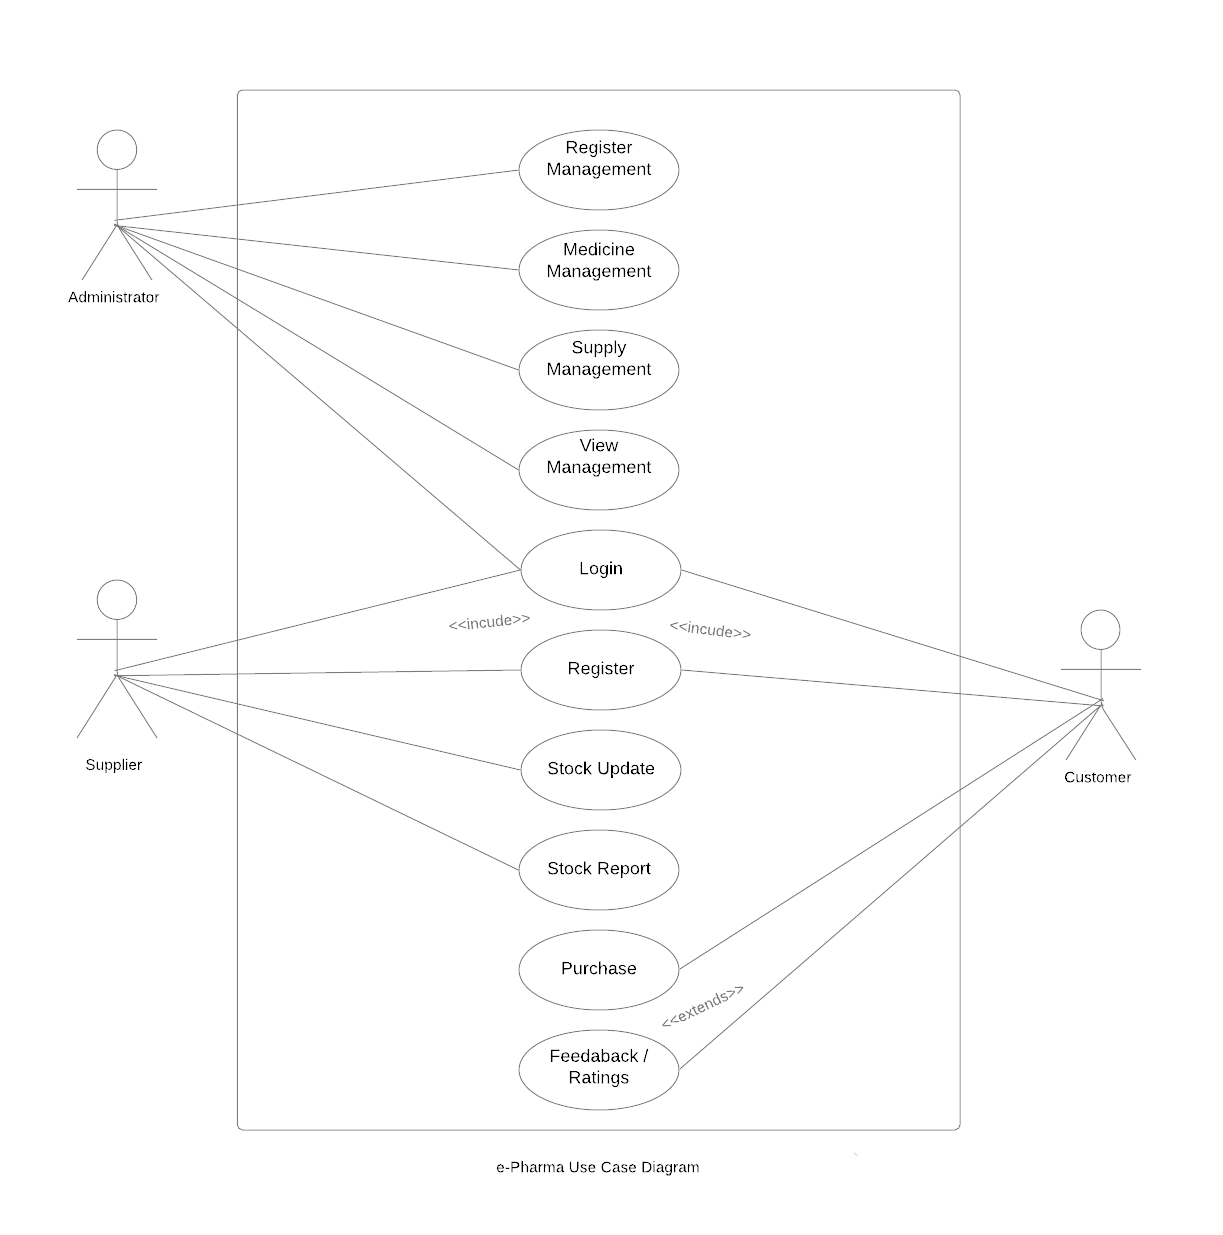 Register
Management
Medicine
Management
Administrator
Supply
Management
View
Management
Login
<<incude>>
<<incude>>
Register
Supplier
Stock Update
Customer
Stock Report
Purchase
<<extends>>
Feedaback /
Ratings
e-Pharma Use Case Diagram